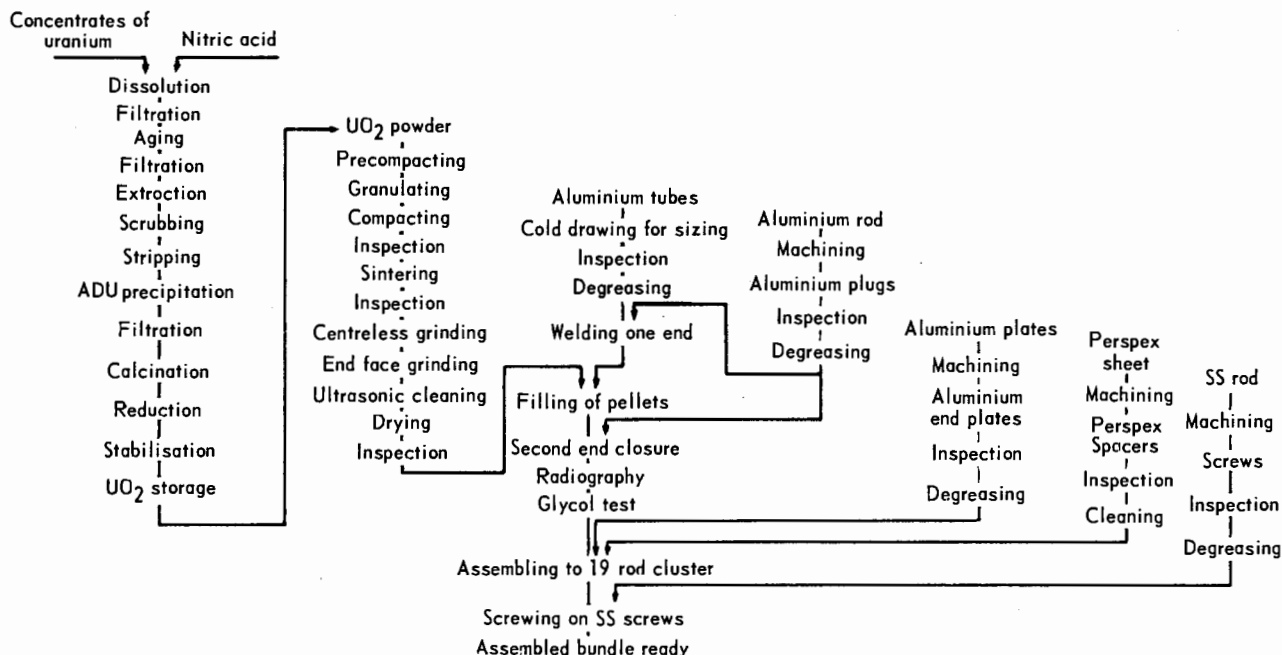 Concentrates of
uranium
Nitric acid
Dissolution
Filtration
Aging
Filtration
Extroction
Scrubbing
Stripping
ADU precipitation
Filtration
Calcination
Reduction
Stabilisation
UO2 storage
UO2 powder
Precompacting
Granulating
Compacting
Inspection
Sintering
Inspection
Centreless grinding
End face grinding
Ultrasonic cleaning
Drying
Inspection
Aluminium tubes
Cold drawing for sizing
Inspection
Degreasing
Welding one end
Filling of pellets
Second end closure
Radiography
Glycol test
Assembling to 19 rod cluster
Screwing on SS screws
Assembled bundle ready
Aluminium rod
Machining
Aluminium plugs
Inspection
Degreasing
Aluminium plates
Machining
Aluminium
end plates
Inspection
Degreasing
Perspex
sheet
Machining
Perspex
Spacers
Inspection
Cleaning
SS rod
Machining
Screws
Inspection
Degreasing